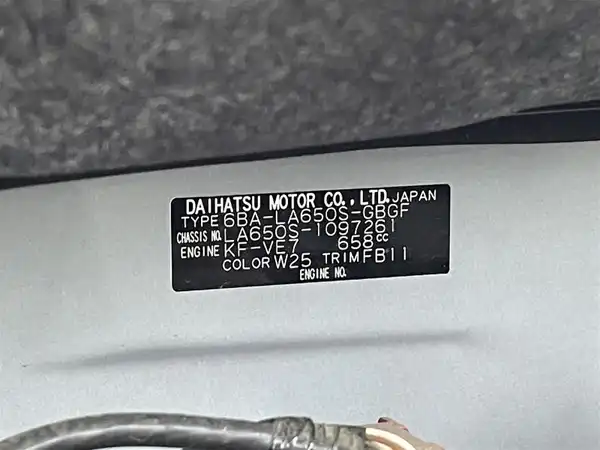 DAIHATSU MOTOR CO., LTD. JAPAN
TYPE 6BA-LA650S-GBGF
CHASSIS NO. LA650S-1097261
ENGINE KF-VE7 658cc
COLOR W25 TRIM FB11
ENGINE NO.